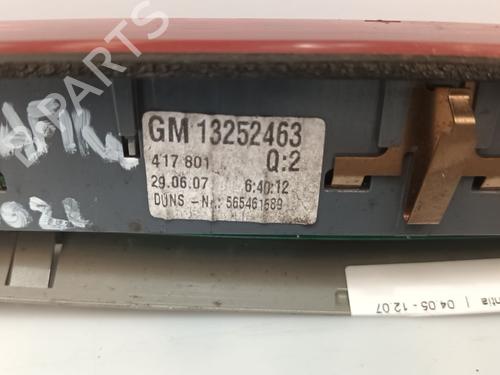 B-PARTS
GM 13252463
417 801 Q:2
29.06.07 6:40:12
DUNS - Nr.: 565461589
04 05 - 12 07